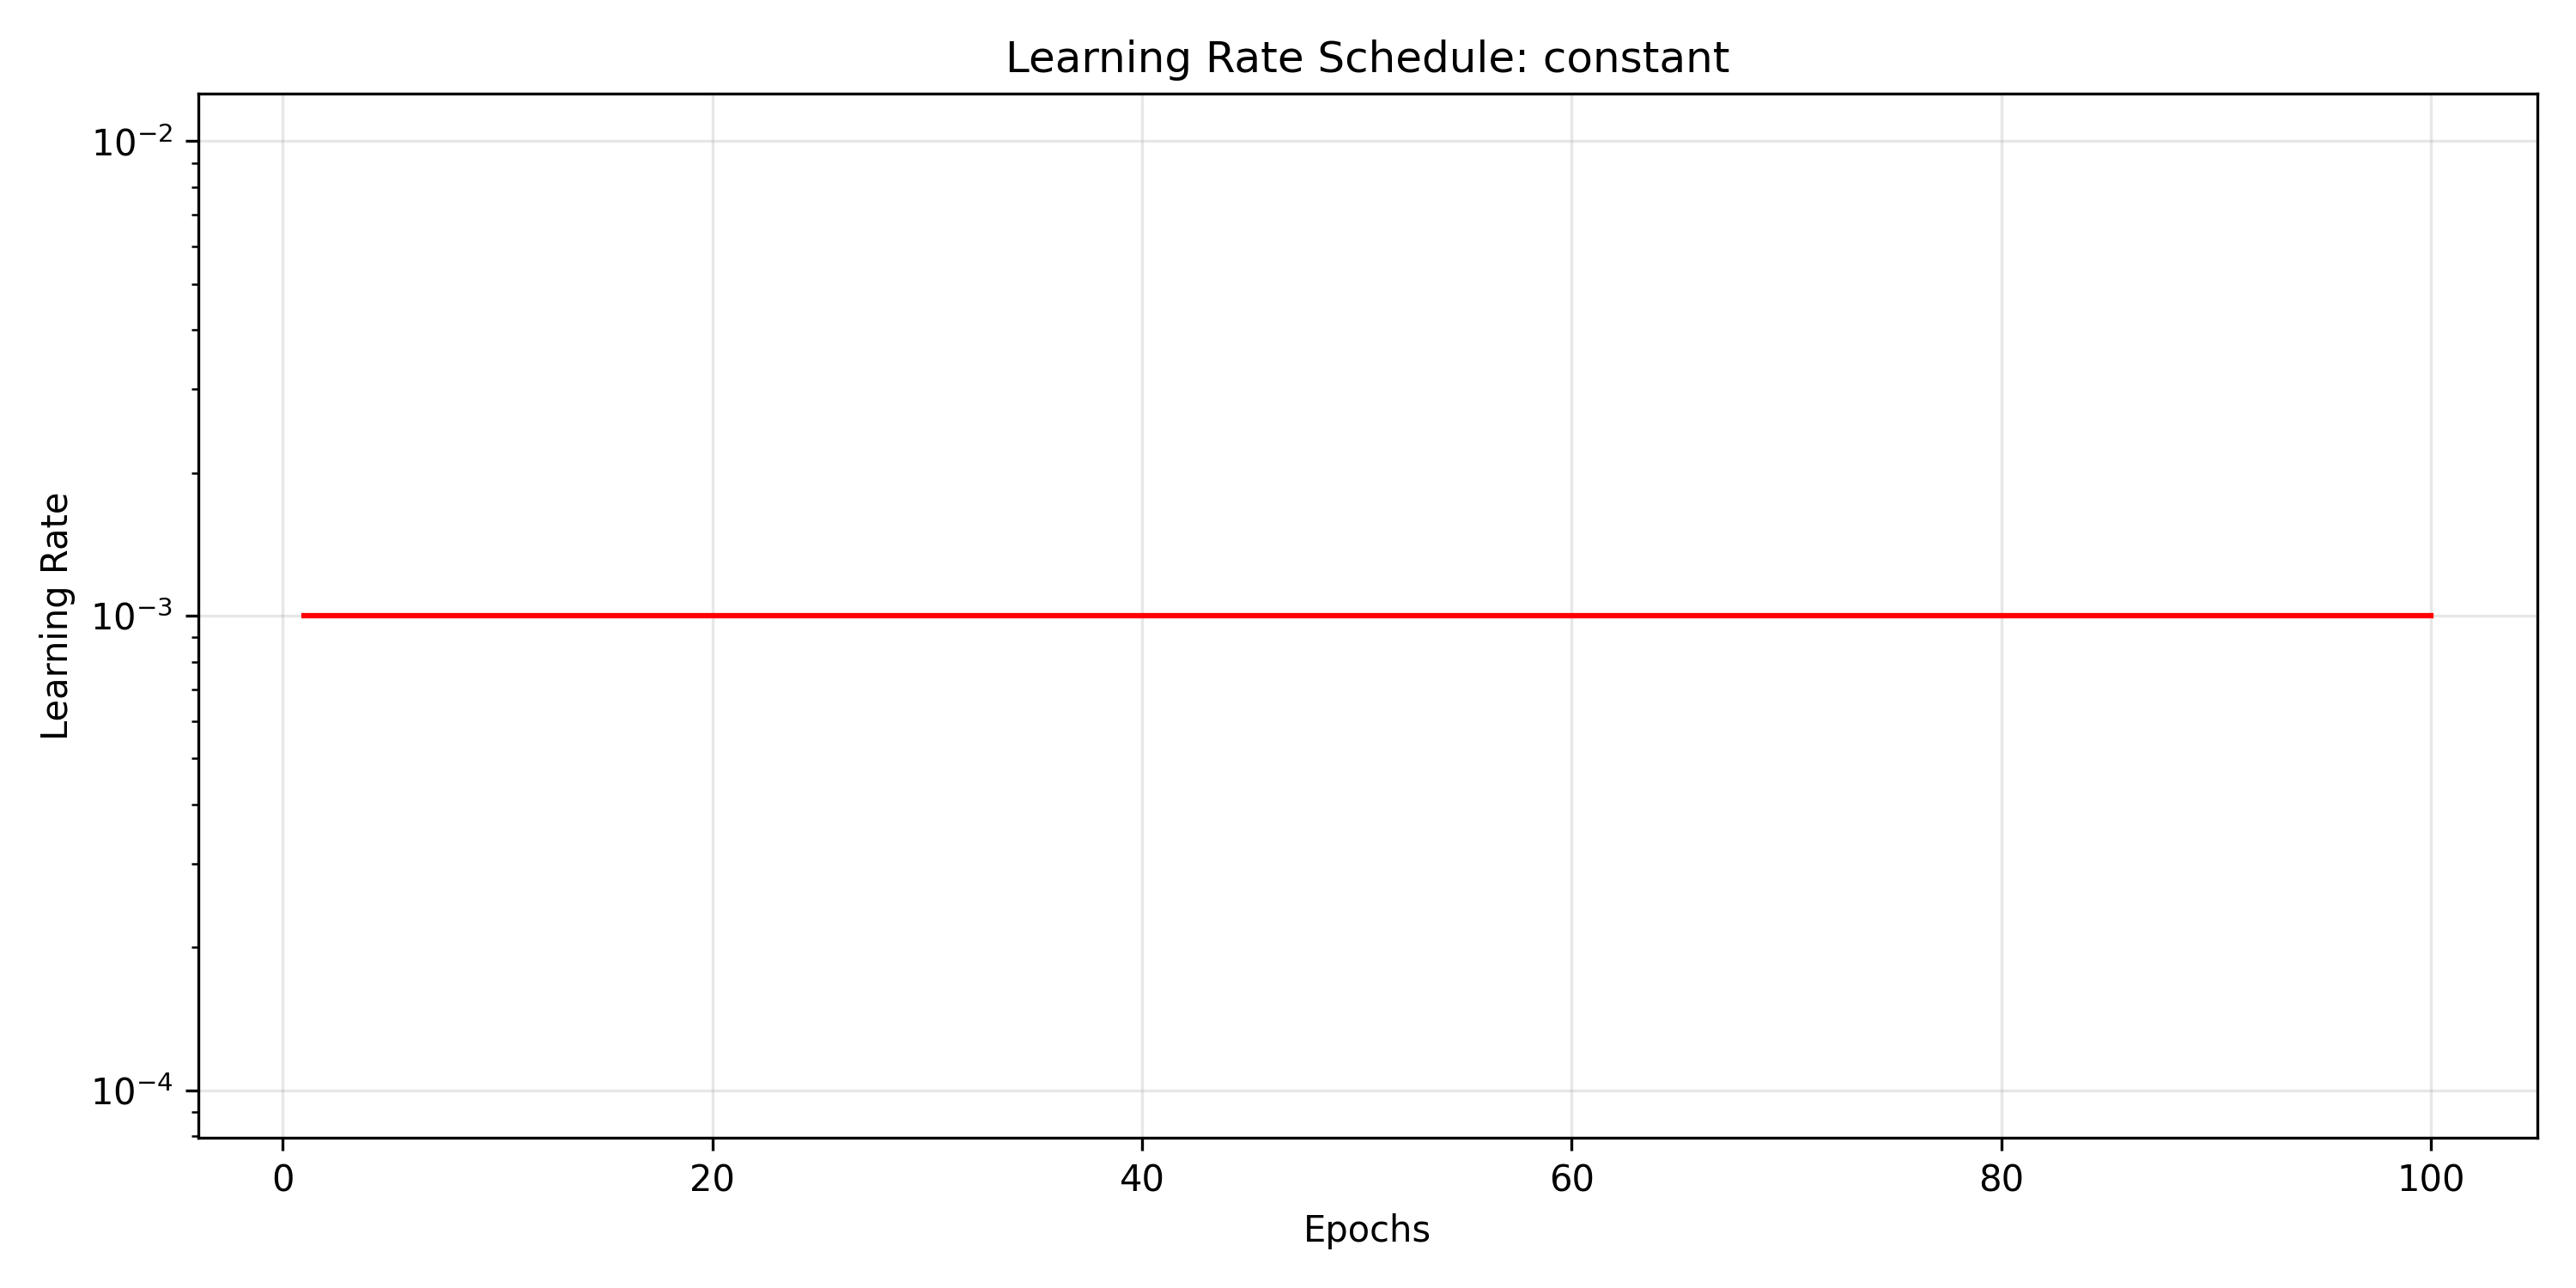 Learning Rate Schedule: constant
10⁻²
10⁻³
10⁻⁴
Learning Rate
0 20 40 60 80 100
Epochs